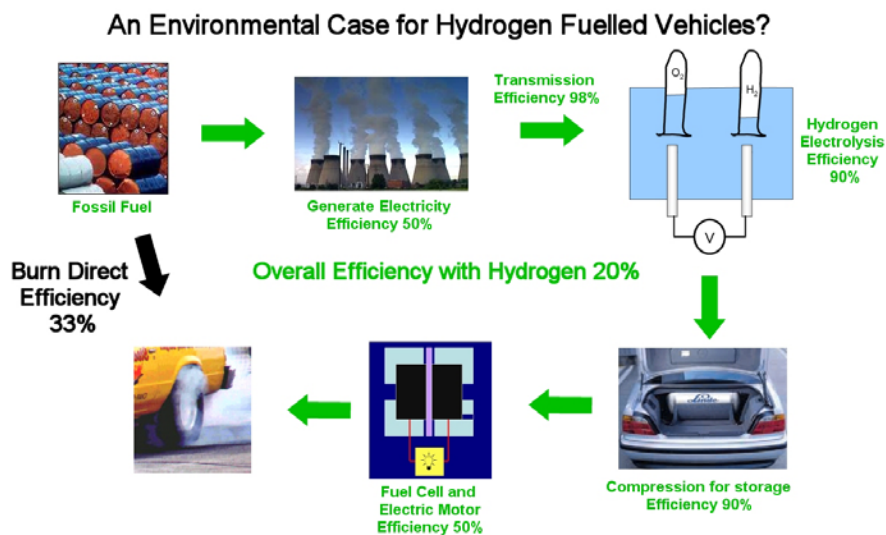 An Environmental Case for Hydrogen Fuelled Vehicles?
Transmission
Efficiency 98%
O2
H2
Hydrogen
Electrolysis
Efficiency
90%
V
Fossil Fuel
Generate Electricity
Efficiency 50%
Burn Direct
Efficiency
33%
Overall Efficiency with Hydrogen 20%
Fuel Cell and
Electric Motor
Efficiency 50%
Compression for storage
Efficiency 90%